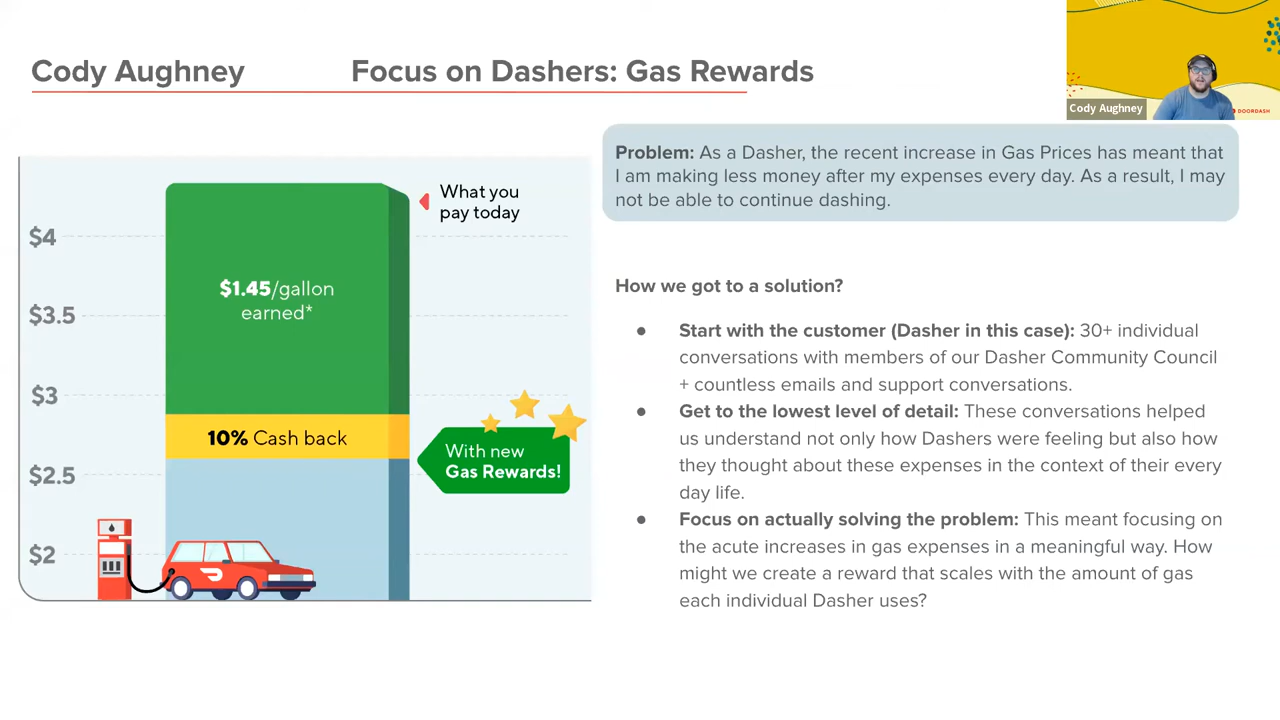 Cody Aughney
Focus on Dashers: Gas Rewards
Cody Aughney
DOORDASH
What you
pay today
$4
$3.5
$3
$2.5
$2
$1.45/gallon
earned*
10% Cash back
With new
Gas Rewards!
Problem: As a Dasher, the recent increase in Gas Prices has meant that
I am making less money after my expenses every day. As a result, I may
not be able to continue dashing.
How we got to a solution?
● Start with the customer (Dasher in this case): 30+ individual
conversations with members of our Dasher Community Council
+ countless emails and support conversations.
● Get to the lowest level of detail: These conversations helped
us understand not only how Dashers were feeling but also how
they thought about these expenses in the context of their every
day life.
● Focus on actually solving the problem: This meant focusing on
the acute increases in gas expenses in a meaningful way. How
might we create a reward that scales with the amount of gas
each individual Dasher uses?